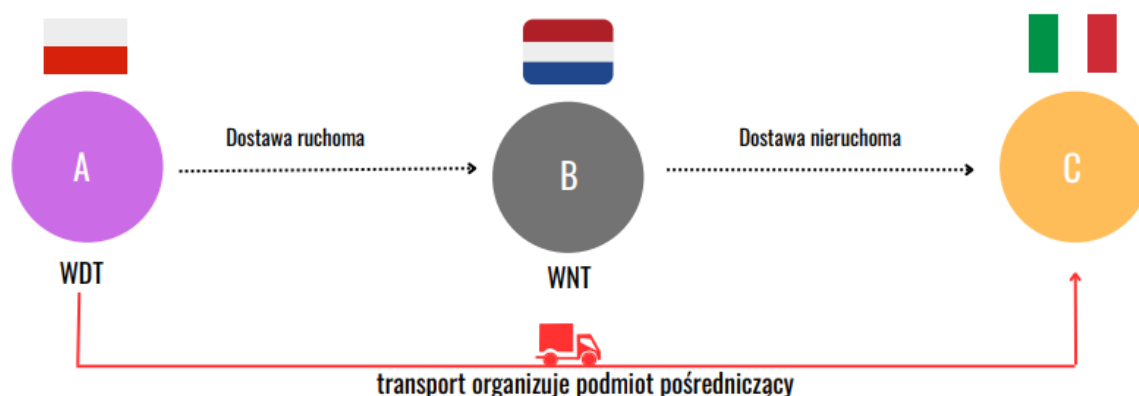 A
Dostawa ruchoma
B
Dostawa nieruchoma
C
WDT
WNT
transport organizuje podmiot pośredniczący